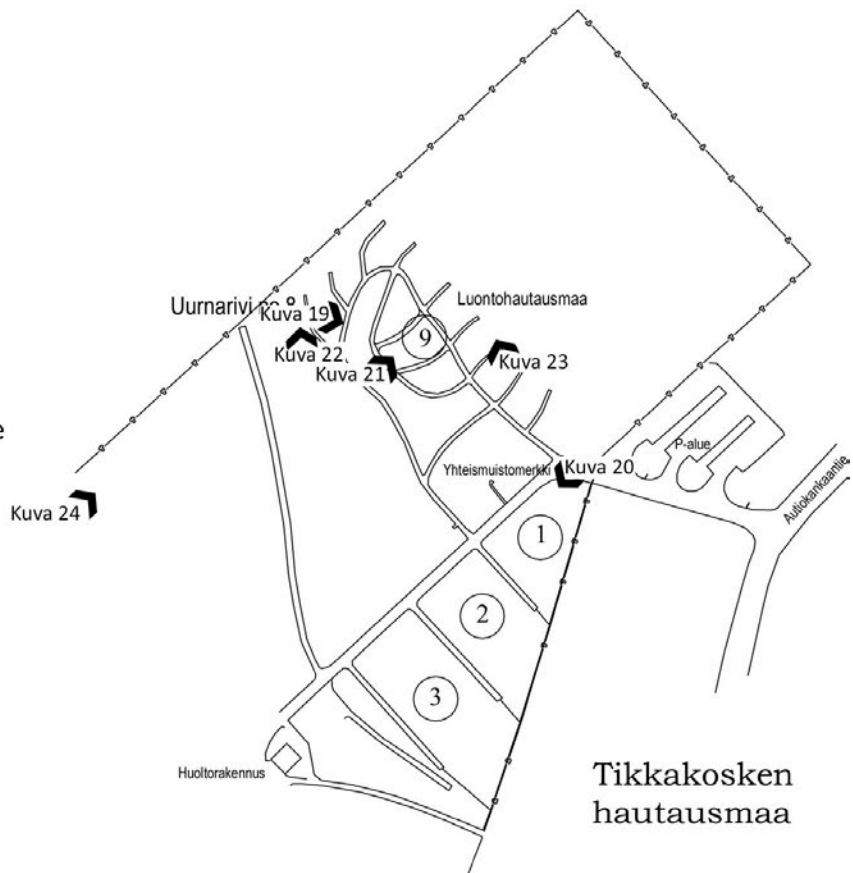 Luontohautausmaa
Uurnarivi
Kuva 19
9
Kuva 22
Kuva 21
Kuva 23
e
P-alue
Yhteismuistomerkki
Kuva 20
Autiokankaantie
Kuva 24
1
2
3
Huoltorakennus
Tikkakosken
hautausmaa